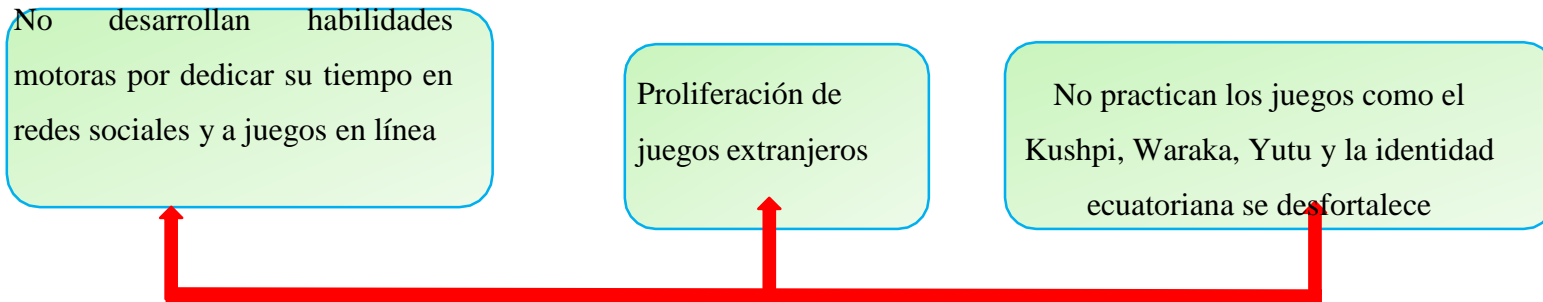 No desarrollan habilidades
motoras por dedicar su tiempo en
redes sociales y a juegos en línea
Proliferación de
juegos extranjeros
No practican los juegos como el
Kushpi, Waraka, Yutu y la identidad
ecuatoriana se desfortalece